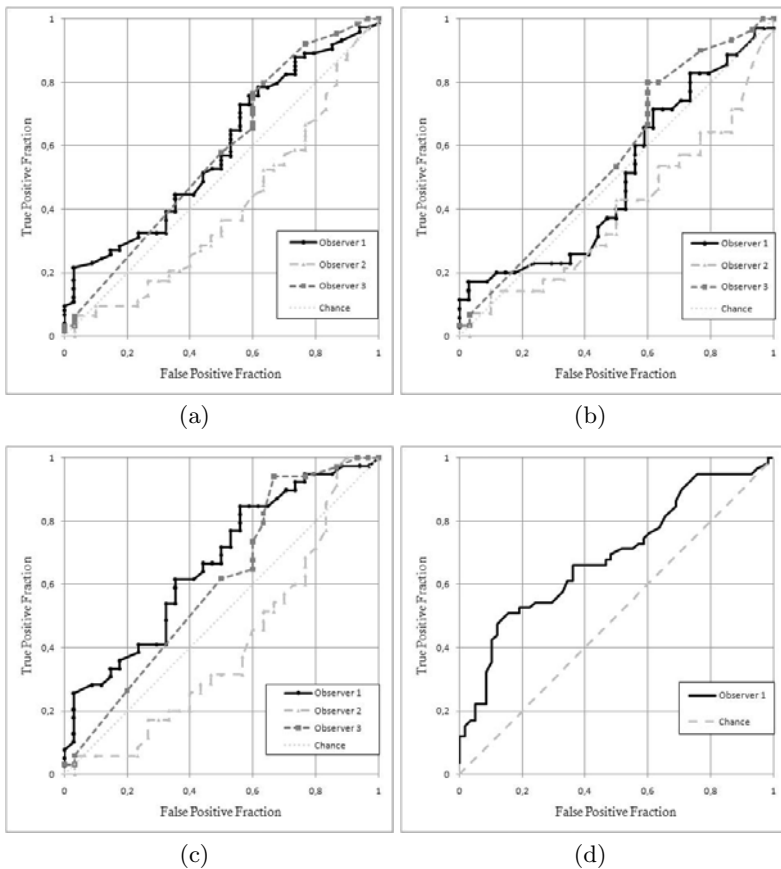 1
0,8
0,6
0,4
0,2
0
0
0,2
0,4
0,6
0,8
1
True Positive Fraction
False Positive Fraction
Observer 1
Observer 2
Observer 3
Chance
(a)
1
0,8
0,6
0,4
0,2
0
0
0,2
0,4
0,6
0,8
1
True Positive Fraction
False Positive Fraction
Observer 1
Observer 2
Observer 3
Chance
(b)
1
0,8
0,6
0,4
0,2
0
0
0,2
0,4
0,6
0,8
1
True Positive Fraction
False Positive Fraction
Observer 1
Observer 2
Observer 3
Chance
(c)
1
0,8
0,6
0,4
0,2
0
0
0,2
0,4
0,6
0,8
1
True Positive Fraction
False Positive Fraction
Observer 1
Chance
(d)